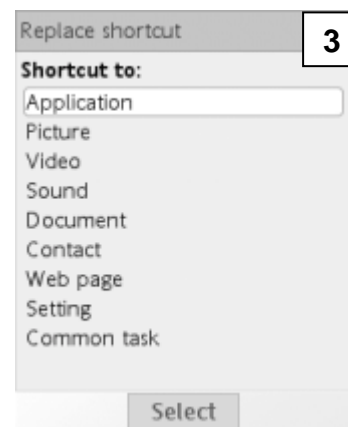 Replace shortcut
3
Shortcut to:
Application
Picture
Video
Sound
Document
Contact
Web page
Setting
Common task
Select